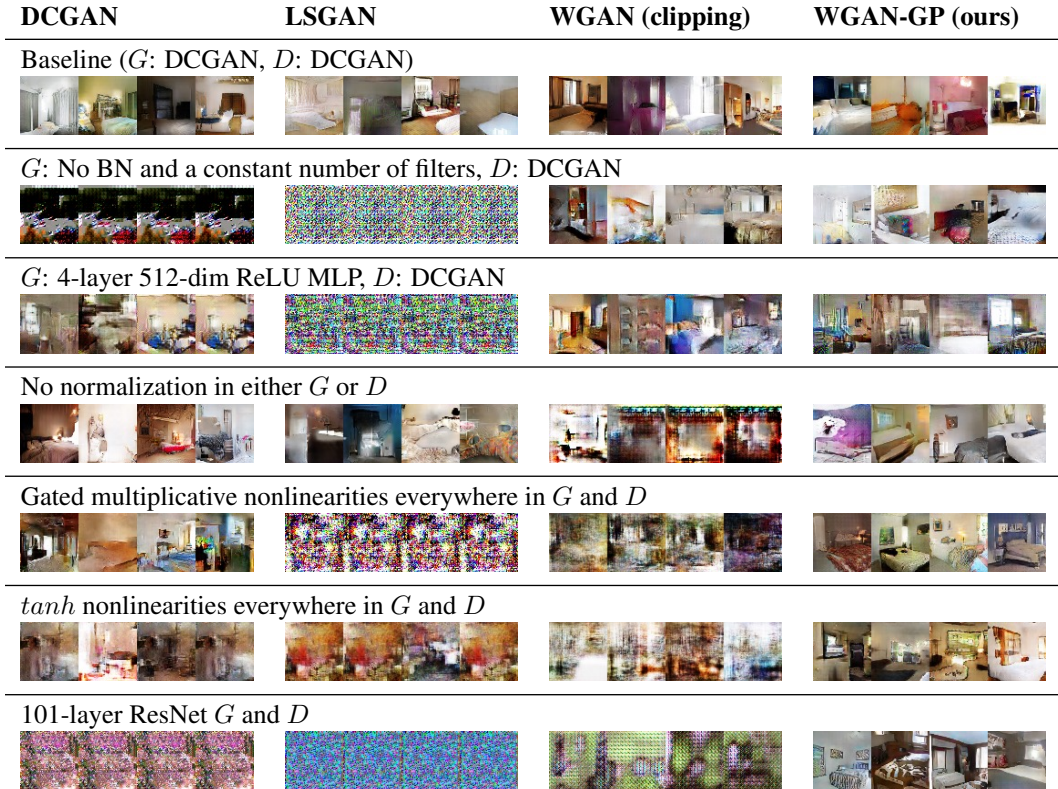 DCGAN LSGAN WGAN (clipping) WGAN-GP (ours)
Baseline (G: DCGAN, D: DCGAN)
G: No BN and a constant number of filters, D: DCGAN
G: 4-layer 512-dim ReLU MLP, D: DCGAN
No normalization in either G or D
Gated multiplicative nonlinearities everywhere in G and D
tanh nonlinearities everywhere in G and D
101-layer ResNet G and D